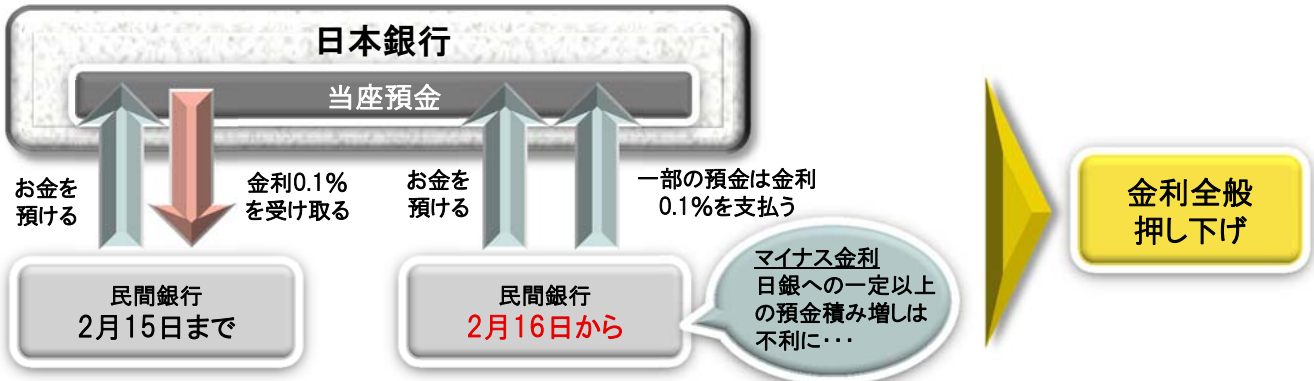 日本銀行
当座預金
お金を
預ける
金利0.1%
を受け取る
お金を
預ける
一部の預金は金利
0.1%を支払う
民間銀行
2月15日まで
民間銀行
2月16日から
マイナス金利
日銀への一定以上
の預金積み増しは
不利に・・・
金利全般
押し下げ